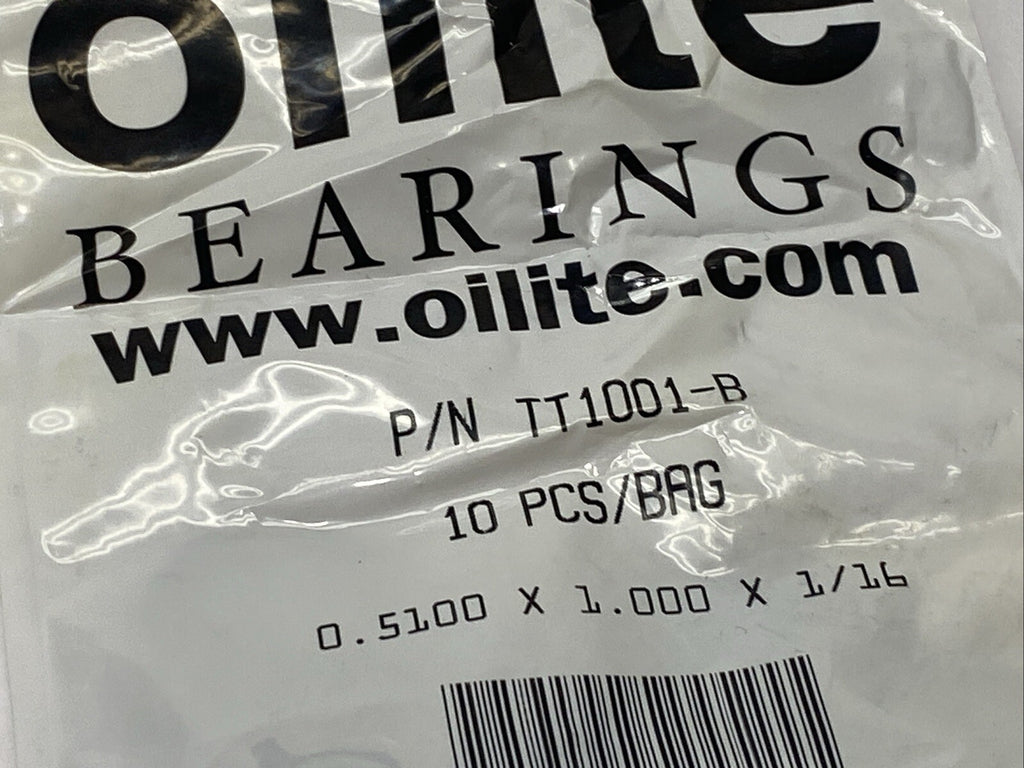 oilite
BEARINGS
www.oilite.com
P/N TT1001-B
10 PCS/BAG
0.5100 X 1.000 X 1/16